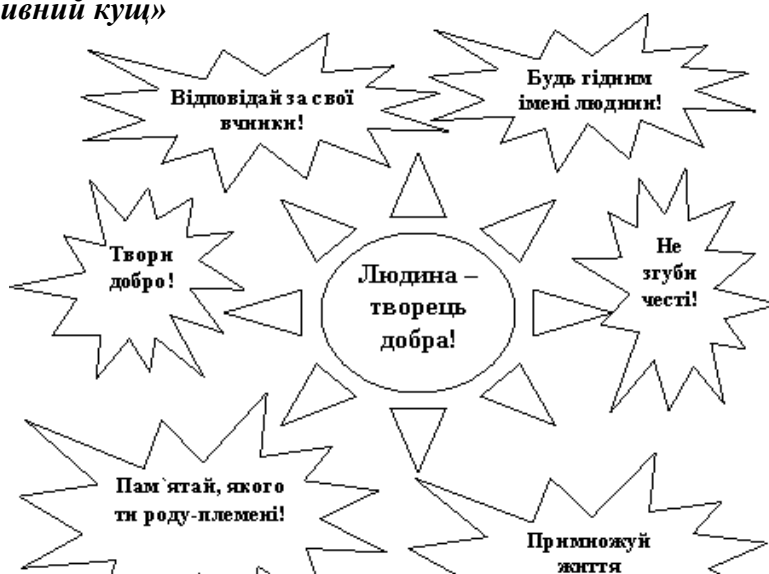 ивний кущ»
Відповідай за свої
вчинки!
Будь гідним
імені людини!
Твори
добро!
Людина –
творець
добра!
Не
згуби
честі!
Пам`ятай, якого
ти роду-племені!
Примножуй
життя